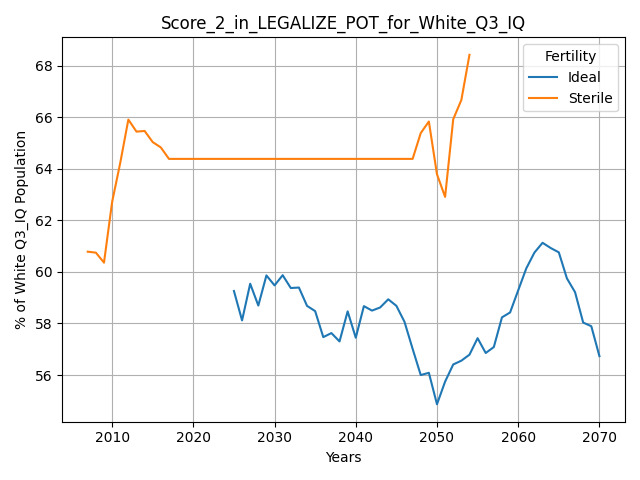 Score_2_in_LEGALIZE_POT_for_White_Q3_IQ
Fertility
Ideal
Sterile
% of White Q3_IQ Population
68
66
64
62
60
58
56
2010 2020 2030 2040 2050 2060 2070
Years